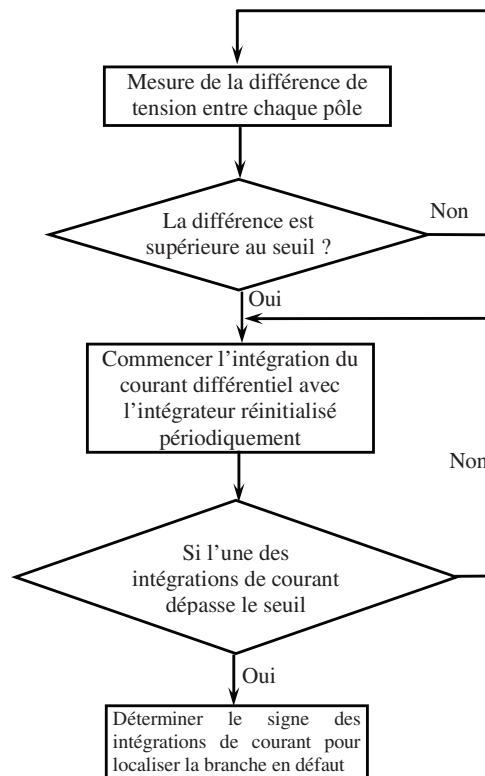 Mesure de la différence de
tension entre chaque pôle
La différence est
supérieure au seuil ?
Non
Oui
Commencer l’intégration du
courant différentiel avec
l’intégrateur réinitialisé
périodiquement
Non
Si l’une des
intégrations de courant
dépasse le seuil
Oui
Déterminer le signe des
intégrations de courant pour
localiser la branche en défaut